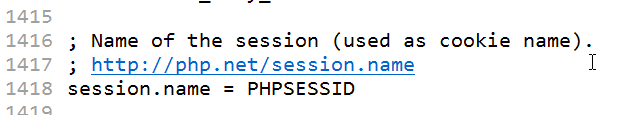 1415
1416 ; Name of the session (used as cookie name).
1417 ; http://php.net/session.name
1418 session.name = PHPSESSID
1419